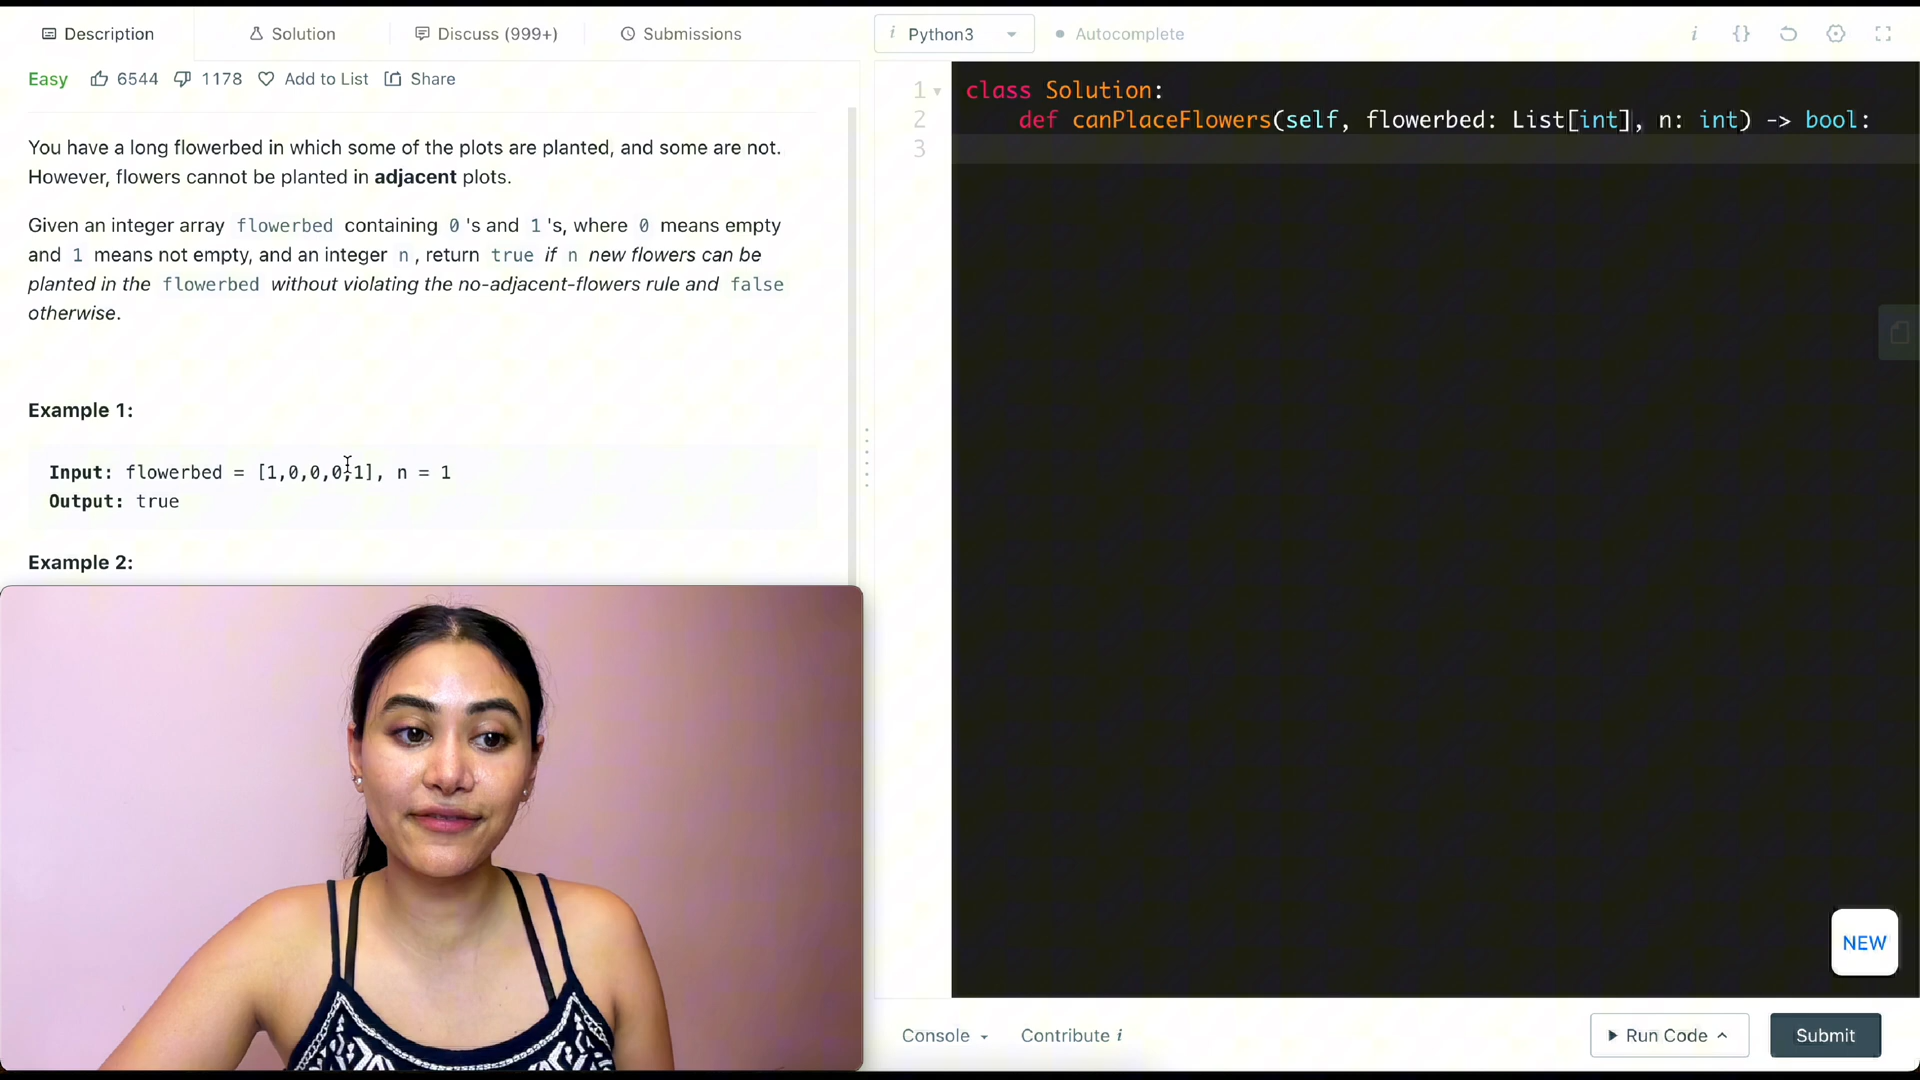 Description Solution Discuss (999+) Submissions
Easy 6544 1178 Add to List Share
You have a long flowerbed in which some of the plots are planted, and some are not.
However, flowers cannot be planted in adjacent plots.
Given an integer array flowerbed containing 0 's and 1 's, where 0 means empty
and 1 means not empty, and an integer n , return true if n new flowers can be
planted in the flowerbed without violating the no-adjacent-flowers rule and false
otherwise.
Example 1:
Input: flowerbed = [1,0,0,0,1], n = 1
Output: true
Example 2:
i Python3 Autocomplete i {}
1 class Solution:
2 def canPlaceFlowers(self, flowerbed: List[int], n: int) -> bool:
3
NEW
Console Contribute i Run Code Submit